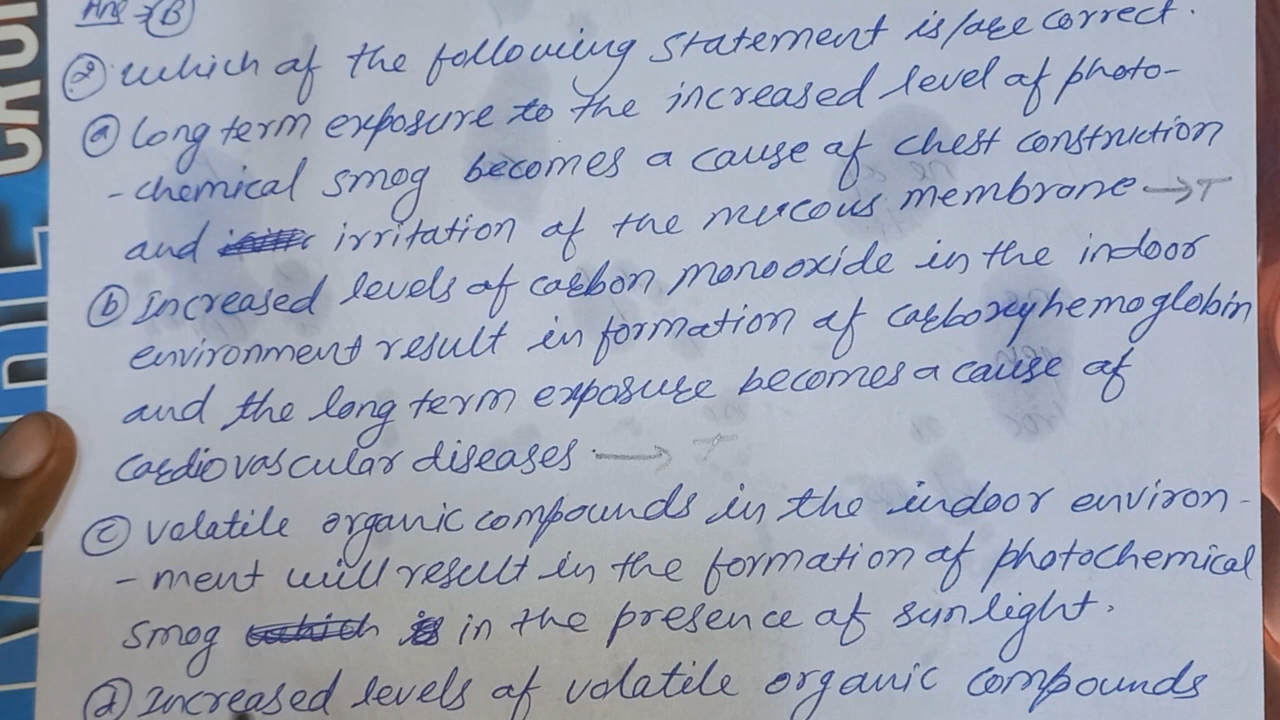 Ans → B
② Which of the following statement is/are correct.
ⓐ long term exposure to the increased level of photo-
-chemical smog becomes a cause of chest construction
and irritation of the mucous membrane → T
ⓑ Increased levels of carbon monooxide in the indoor
environment result in formation of carboxyhemoglobin
and the long term exposure becomes a cause of
cardiovascular diseases → T
ⓒ volatile organic compounds in the indoor environ-
-ment will result in the formation of photochemical
smog in the presence of sunlight.
ⓓ Increased levels of volatile organic compounds